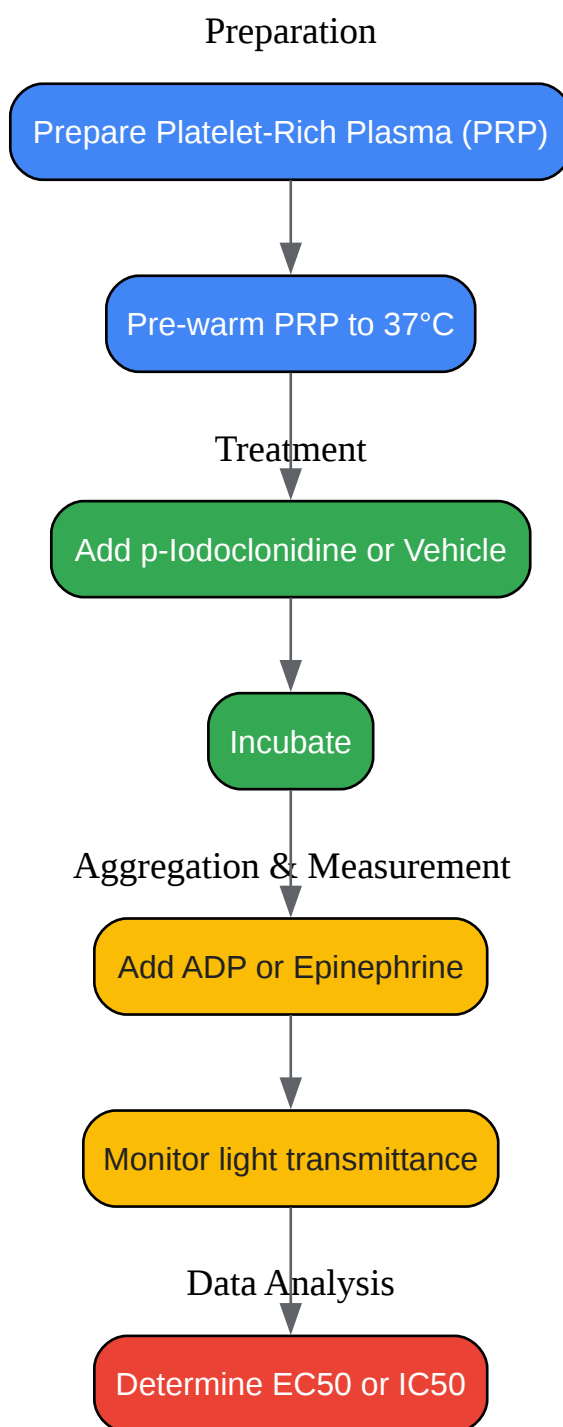 Preparation
Prepare Platelet-Rich Plasma (PRP)
Pre-warm PRP to 37°C
Treatment
Add p-Iodoclonidine or Vehicle
Incubate
Aggregation & Measurement
Add ADP or Epinephrine
Monitor light transmittance
Data Analysis
Determine EC50 or IC50